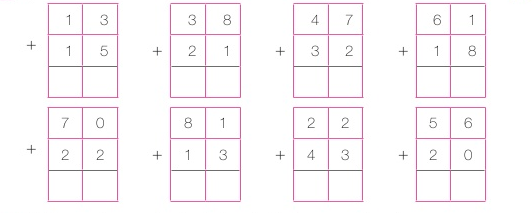 1 3 3 8 4 7 6 1
+ 1 5 + 2 1 + 3 2 + 1 8
7 0 8 1 2 2 5 6
+ 2 2 + 1 3 + 4 3 + 2 0